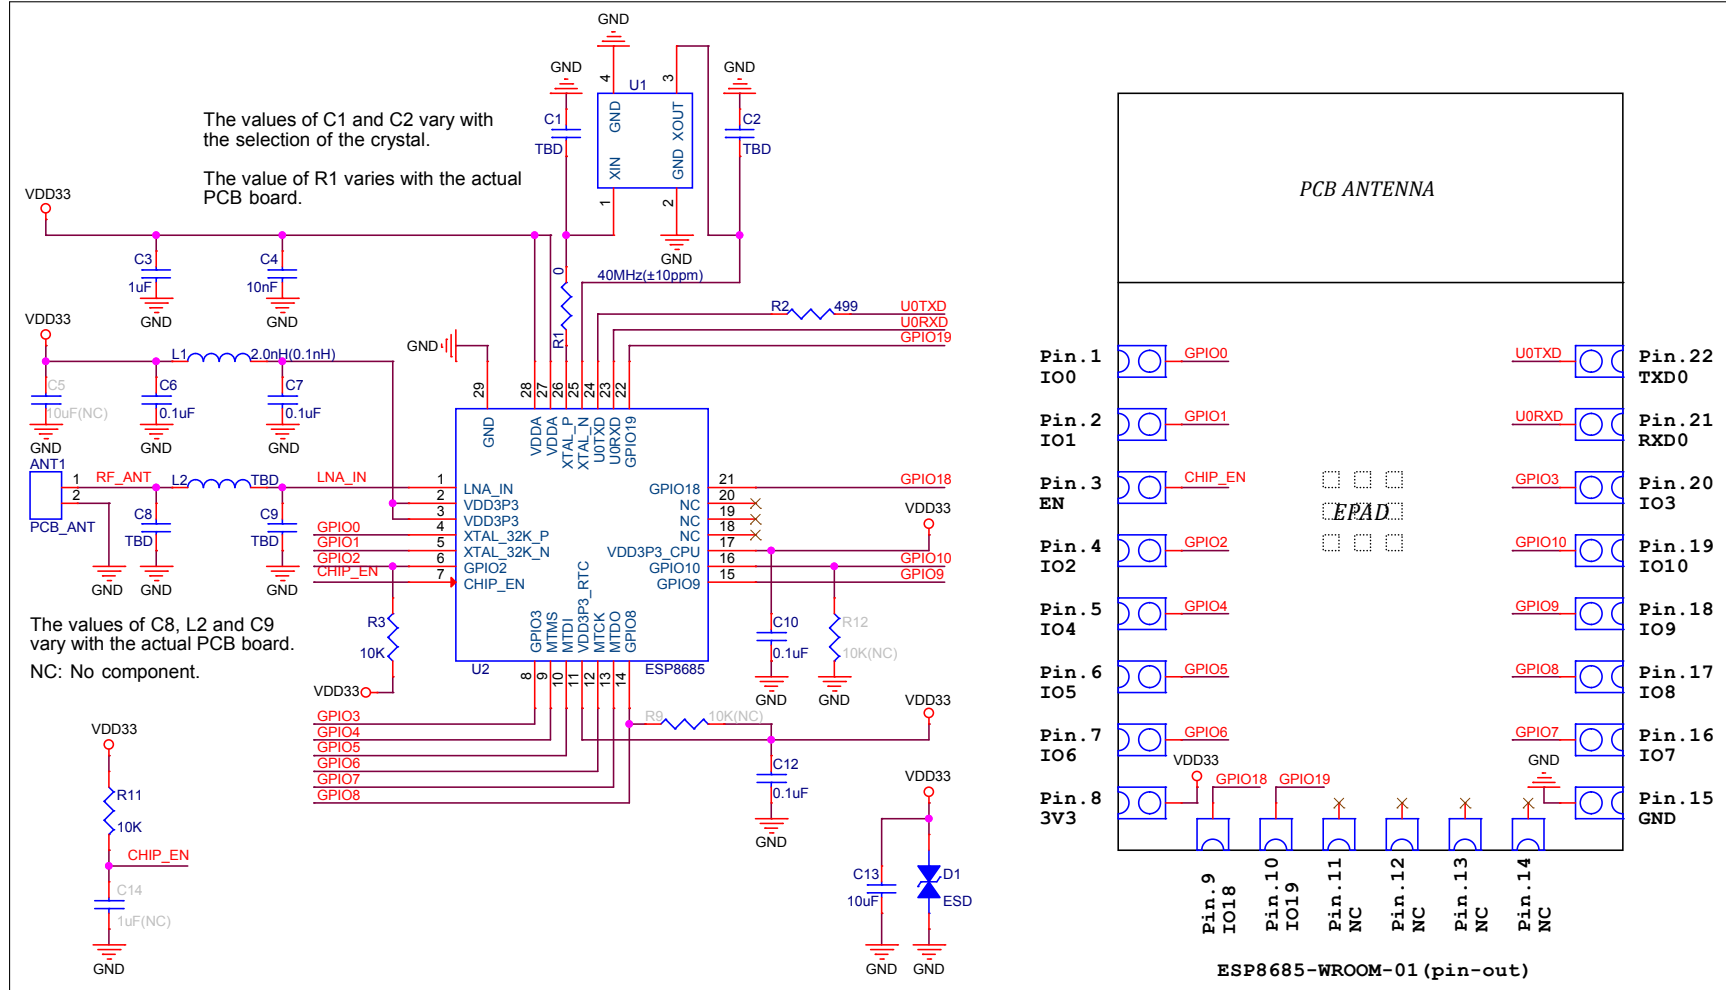 GND
GND
GND
4
3
U1
GND
XOUT
XIN
GND
1
2
GND
C1
TBD
C2
TBD
The values of C1 and C2 vary with
the selection of the crystal.
The value of R1 varies with the actual
PCB board.
VDD33
C3
1uF
GND
C4
10nF
GND
0
R1
40MHz(±10ppm)
R2
499
U0TXD
U0RXD
GPIO19
VDD33
L1
2.0nH(0.1nH)
C5
10uF(NC)
GND
C6
0.1uF
GND
C7
0.1uF
GND
GND
29
28
27
26
25
24
23
22
GND
VDDA
VDDA
XTAL_P
XTAL_N
U0TXD
U0RXD
GPIO19
ANT1
1
2
PCB_ANT
RF_ANT
L2
TBD
LNA_IN
C8
TBD
C9
TBD
GND
GND
GND
GPIO0
GPIO1
GPIO2
CHIP_EN
1
2
3
4
5
6
7
LNA_IN
VDD3P3
VDD3P3
XTAL_32K_P
XTAL_32K_N
GPIO2
CHIP_EN
GPIO18
NC
NC
NC
VDD3P3_CPU
GPIO10
GPIO9
21
20
19
18
17
16
15
GPIO18
VDD33
GPIO10
GPIO9
GPIO3
MTMS
MTDI
VDD3P3_RTC
MTCK
MTDO
GPIO8
U2
ESP8685
8
9
10
11
12
13
14
The values of C8, L2 and C9
vary with the actual PCB board.
NC: No component.
R3
10K
VDD33
C10
0.1uF
GND
R12
10K(NC)
GND
GPIO3
GPIO4
GPIO5
GPIO6
GPIO7
GPIO8
R9
10K(NC)
VDD33
C12
0.1uF
GND
VDD33
R11
10K
CHIP_EN
C14
1uF(NC)
GND
VDD33
C13
10uF
D1
ESD
GND
GND
PCB ANTENNA
EPAD
Pin.1
IO0
GPIO0
Pin.2
IO1
GPIO1
Pin.3
EN
CHIP_EN
Pin.4
IO2
GPIO2
Pin.5
IO4
GPIO4
Pin.6
IO5
GPIO5
Pin.7
IO6
GPIO6
Pin.8
3V3
VDD33
GPIO18
GPIO19
Pin.9
IO18
Pin.10
IO19
Pin.11
NC
Pin.12
NC
Pin.13
NC
Pin.14
NC
U0TXD
Pin.22
TXD0
U0RXD
Pin.21
RXD0
GPIO3
Pin.20
IO3
GPIO10
Pin.19
IO10
GPIO9
Pin.18
IO9
GPIO8
Pin.17
IO8
GPIO7
Pin.16
IO7
GND
Pin.15
GND
ESP8685-WROOM-01(pin-out)